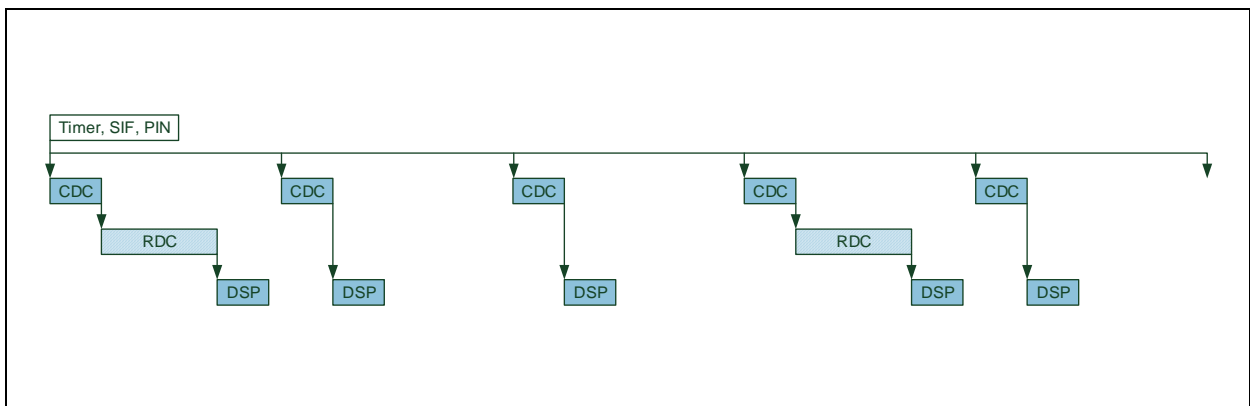 Timer, SIF, PIN
CDC
CDC
CDC
CDC
CDC
RDC
RDC
DSP
DSP
DSP
DSP
DSP